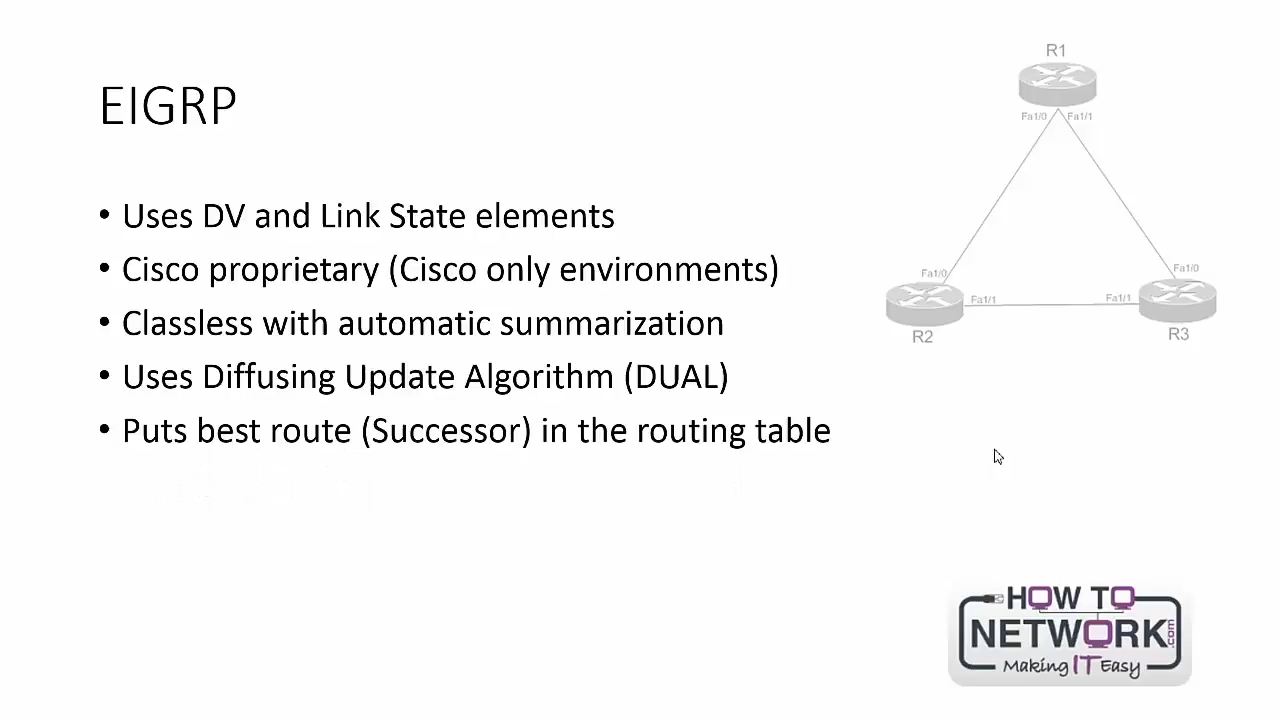 EIGRP
• Uses DV and Link State elements
• Cisco proprietary (Cisco only environments)
• Classless with automatic summarization
• Uses Diffusing Update Algorithm (DUAL)
• Puts best route (Successor) in the routing table
R1
Fa1/0 Fa1/1
Fa1/0
Fa1/0
Fa1/1
Fa1/1
R2
R3
HOW TO
NETWORK.com
Making IT Easy